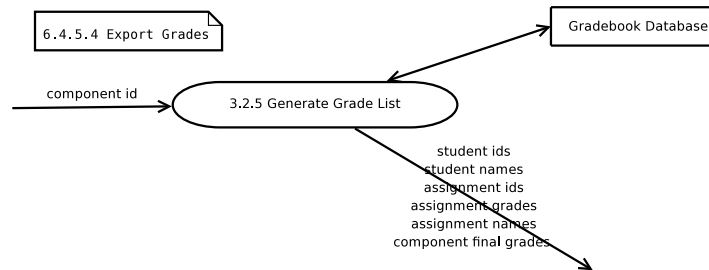 6.4.5.4 Export Grades
Gradebook Database
component id
3.2.5 Generate Grade List
student ids
student names
assignment ids
assignment grades
assignment names
component final grades